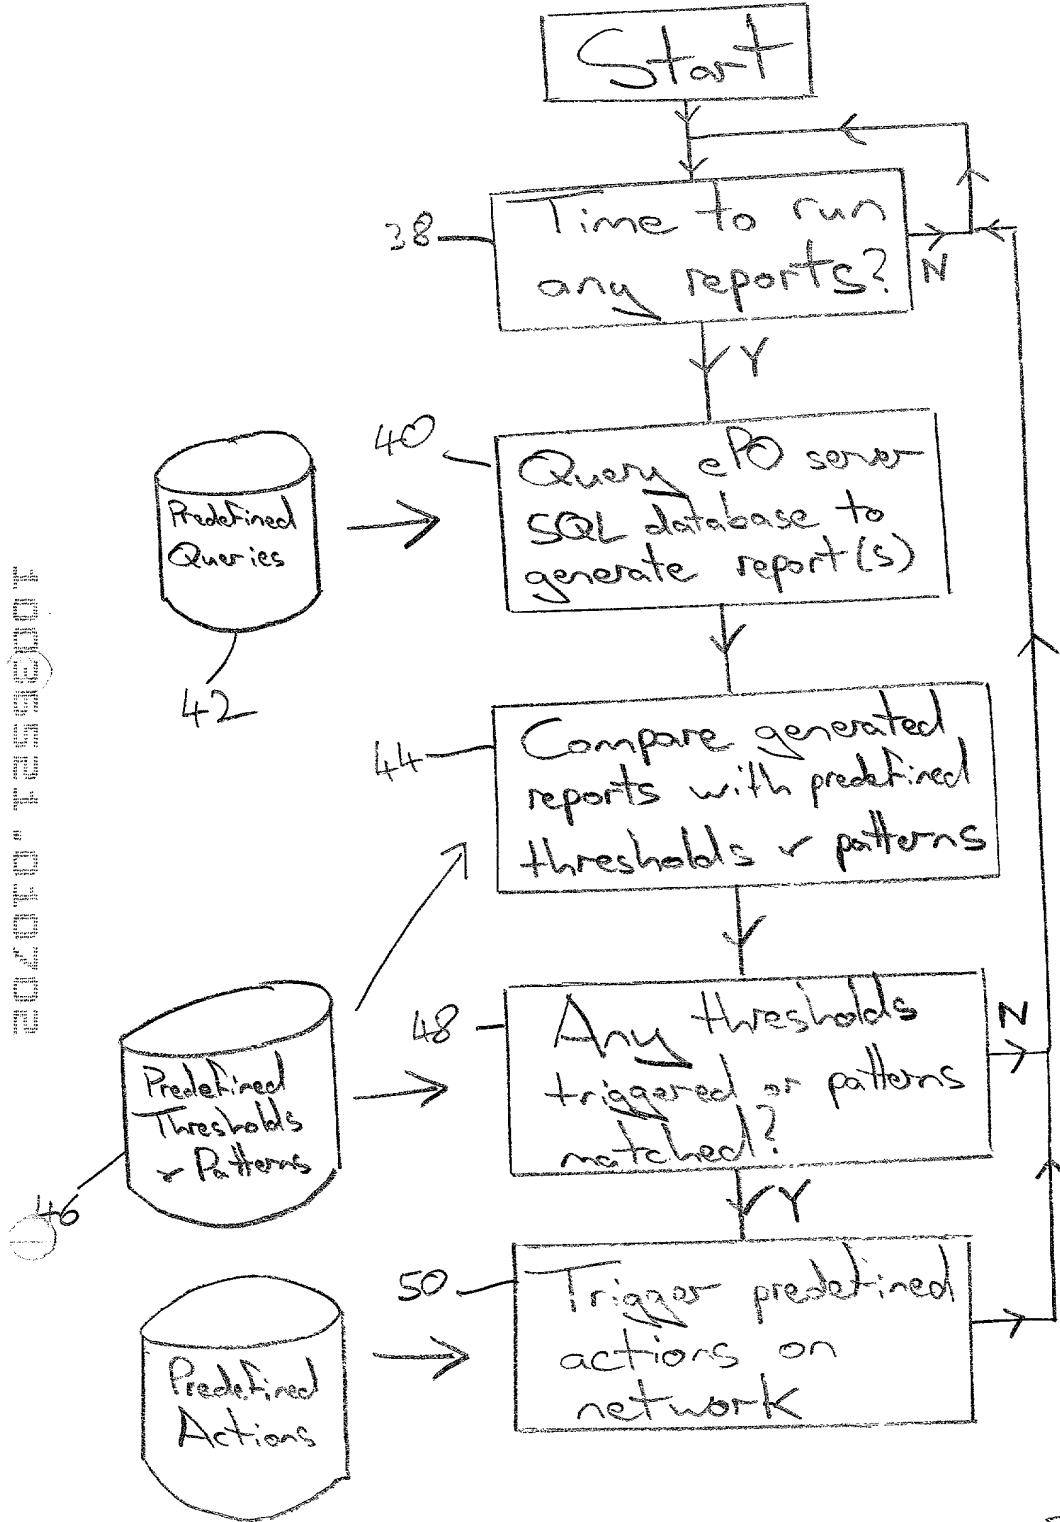 Start
38
Time to run
any reports?
N
Y
40
Query ePO server
SQL database to
generate report(s)
Predefined
Queries
42
44
Compare generated
reports with predefined
thresholds & patterns
48
Any thresholds
triggered or patterns
matched?
N
Y
Predefined
Thresholds
& Patterns
46
50
Trigger predefined
actions on
network
Predefined
Actions
10036521.010702